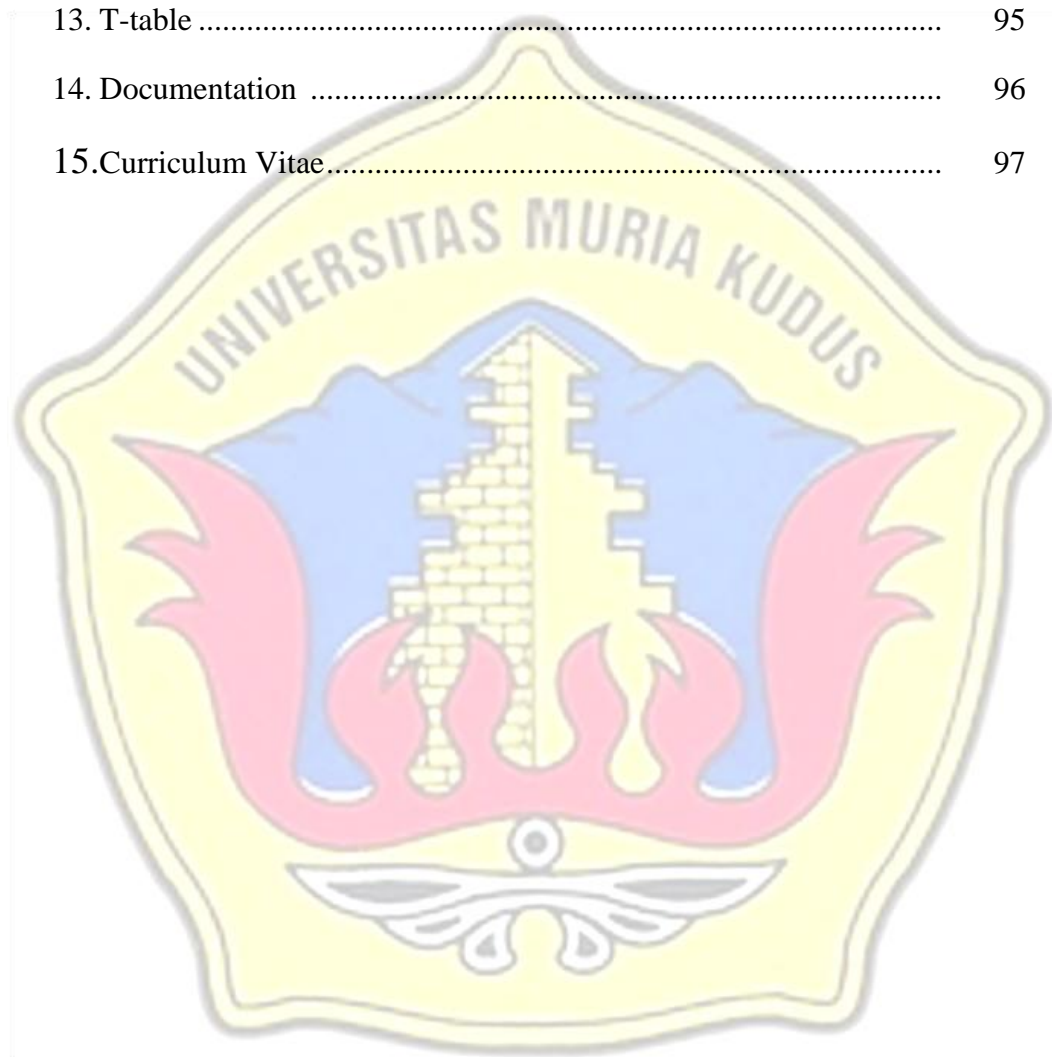 13. T-table ........................................................................................ 95
14. Documentation ........................................................................... 96
15.Curriculum Vitae......................................................................... 97
UNIVERSITAS MURIA KUDUS